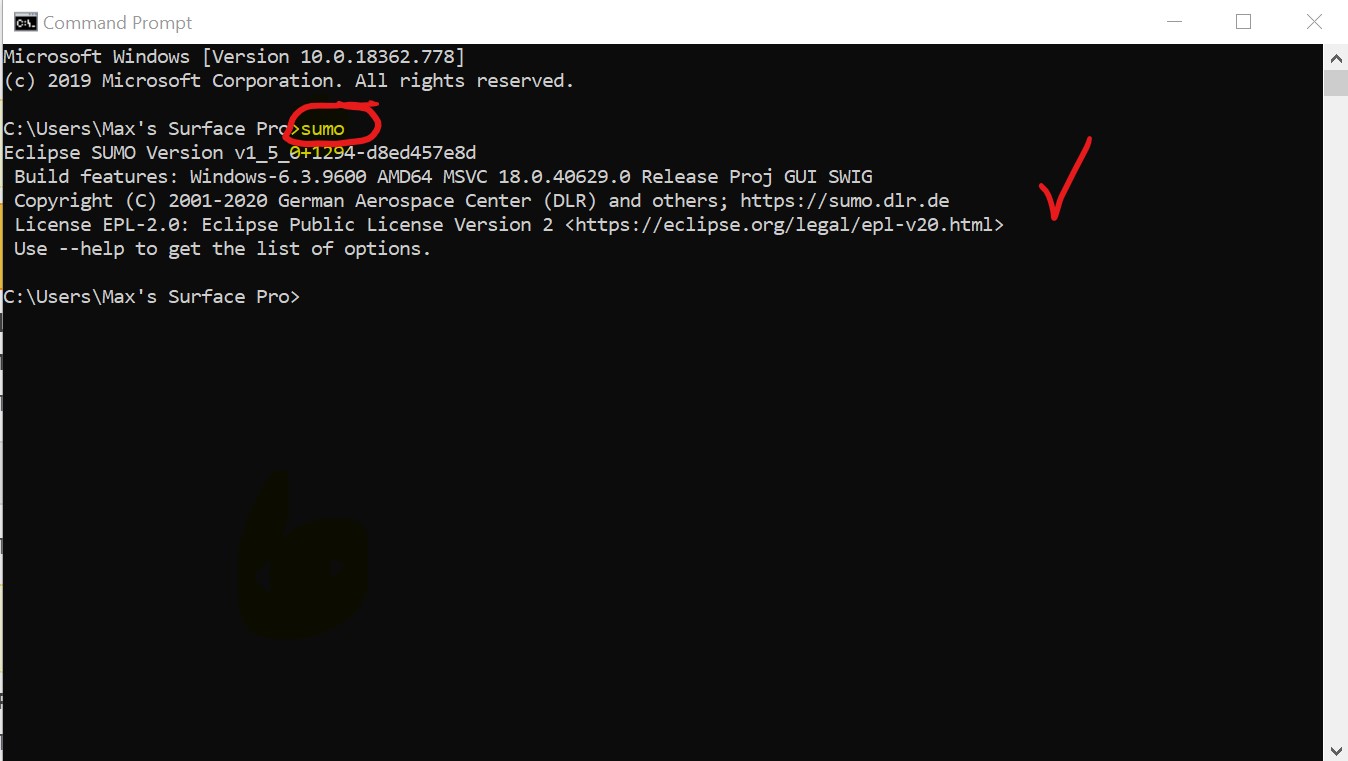 Command Prompt
Microsoft Windows [Version 10.0.18362.778]
(c) 2019 Microsoft Corporation. All rights reserved.
C:\Users\Max's Surface Pro>sumo
Eclipse SUMO Version v1_5_0+1294-d8ed457e8d
Build features: Windows-6.3.9600 AMD64 MSVC 18.0.40629.0 Release Proj GUI SWIG
Copyright (C) 2001-2020 German Aerospace Center (DLR) and others; https://sumo.dlr.de
License EPL-2.0: Eclipse Public License Version 2 <https://eclipse.org/legal/epl-v20.html>
Use --help to get the list of options.
C:\Users\Max's Surface Pro>